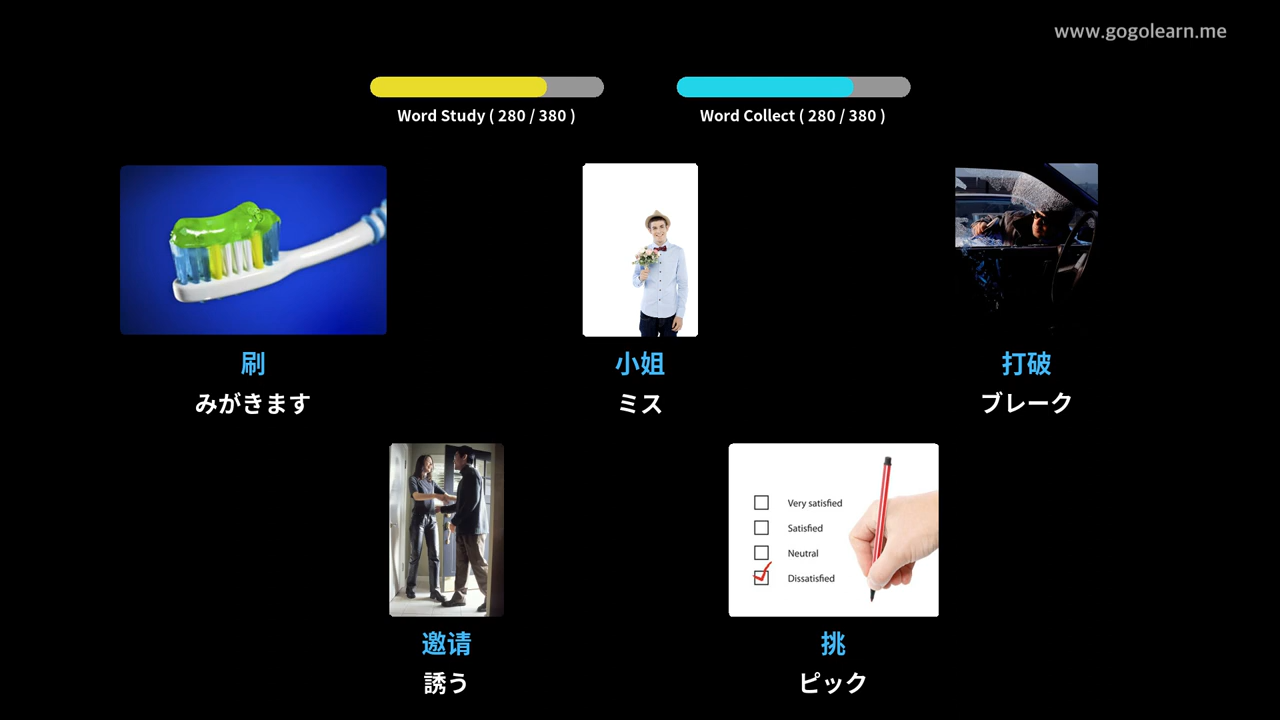 www.gogolearn.me
Word Study ( 280 / 380 )
Word Collect ( 280 / 380 )
刷
みがきます
小姐
ミス
打破
ブレーク
Very satisfied
Satisfied
Neutral
Dissatisfied
邀请
誘う
挑
ピック